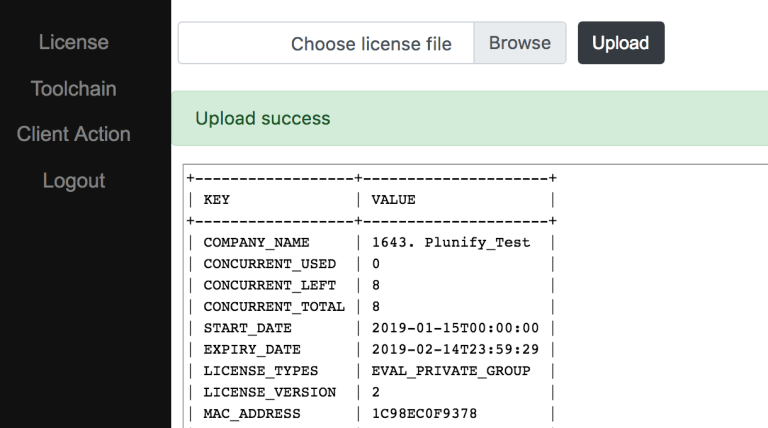 License
Toolchain
Client Action
Logout
Choose license file Browse Upload
Upload success
+------------------+---------------------+
| KEY | VALUE |
+------------------+---------------------+
| COMPANY_NAME | 1643. Plunify_Test |
| CONCURRENT_USED | 0 |
| CONCURRENT_LEFT | 8 |
| CONCURRENT_TOTAL | 8 |
| START_DATE | 2019-01-15T00:00:00 |
| EXPIRY_DATE | 2019-02-14T23:59:29 |
| LICENSE_TYPES | EVAL_PRIVATE_GROUP |
| LICENSE_VERSION | 2 |
| MAC_ADDRESS | 1C98EC0F9378 |